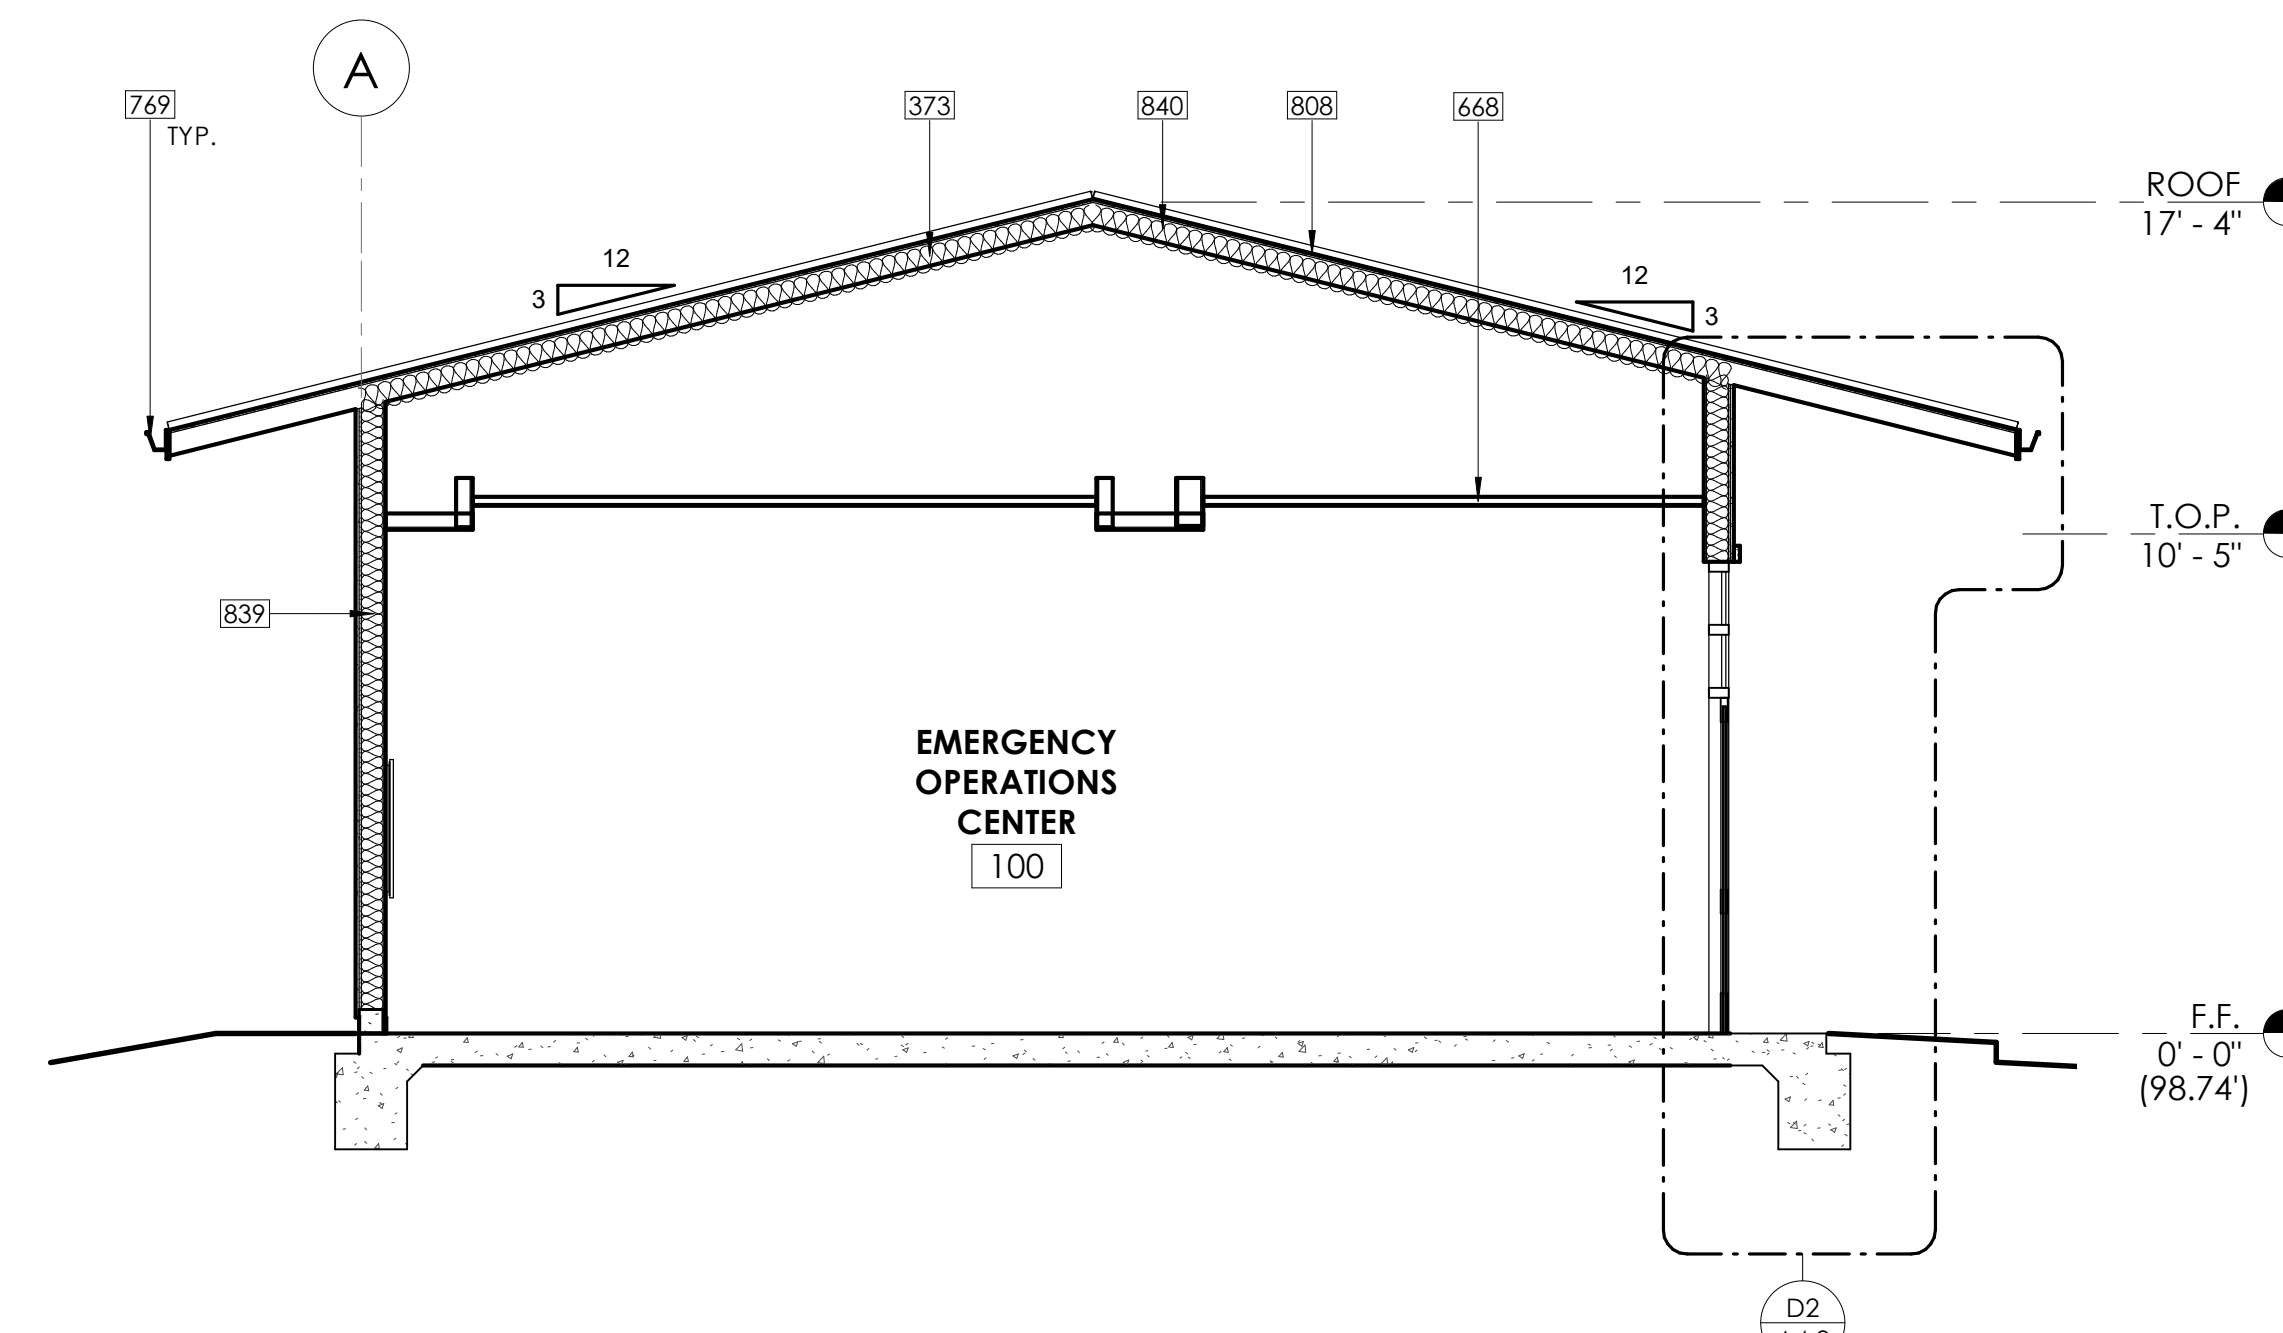 A
769
TYP.
373
840
808
668
ROOF
17' - 4"
12
3
12
3
T.O.P.
10' - 5"
839
EMERGENCY
OPERATIONS
CENTER
100
F.F.
0' - 0"
(98.74')
D2